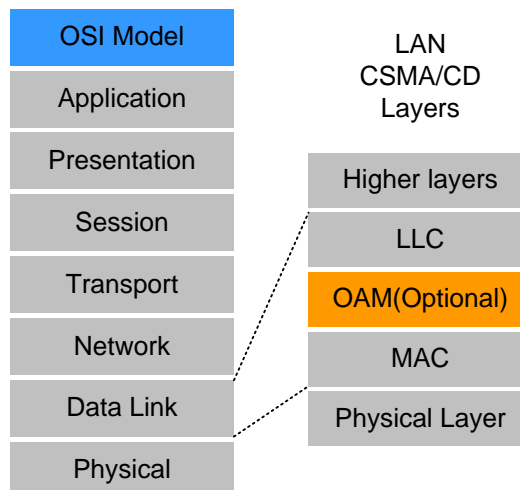 OSI Model
Application
Presentation
Session
Transport
Network
Data Link
Physical
LAN
CSMA/CD
Layers
Higher layers
LLC
OAM(Optional)
MAC
Physical Layer